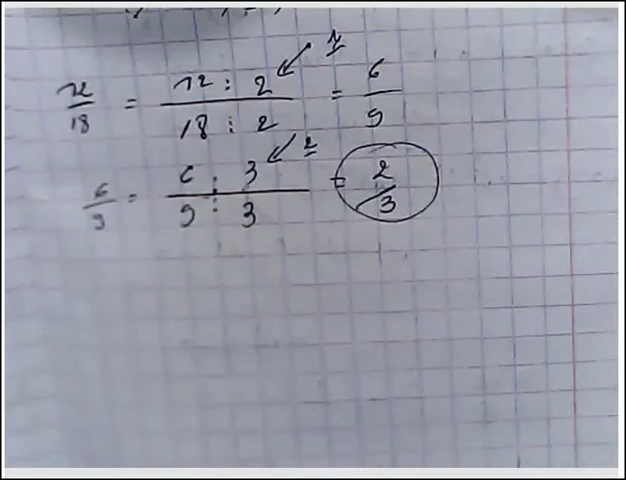 1
12/18 = 12 : 2 / 18 : 2 = 6/9
2
6/9 = 6 : 3 / 9 : 3 = 2/3